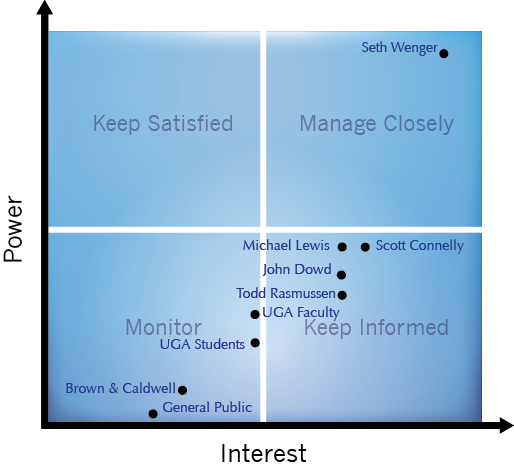 Seth Wenger
Keep Satisfied
Manage Closely
Power
Michael Lewis
Scott Connelly
John Dowd
Todd Rasmussen
UGA Faculty
Monitor
Keep Informed
UGA Students
Brown & Caldwell
General Public
Interest